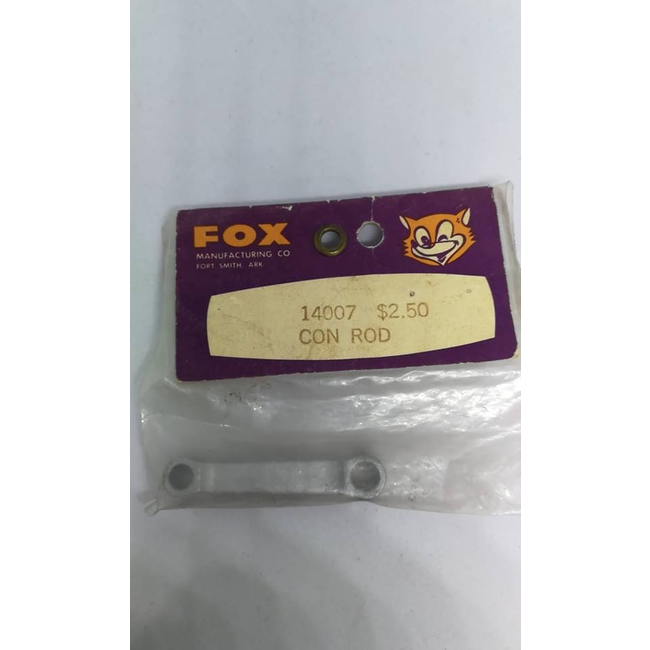 FOX
MANUFACTURING CO
FORT SMITH, ARK
14007 $2.50
CON ROD